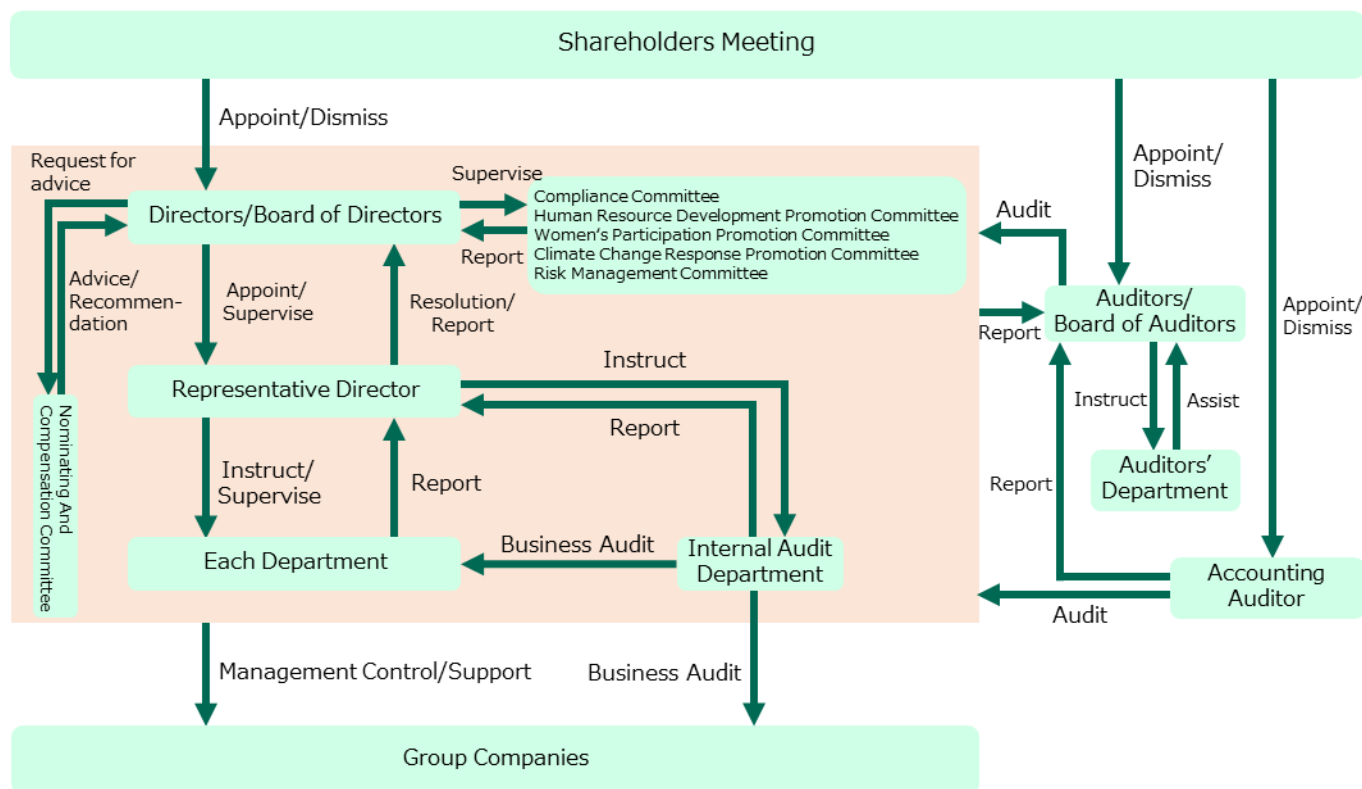 Shareholders Meeting
Appoint/Dismiss
Appoint/
Dismiss
Appoint/
Dismiss
Request for
advice
Directors/Board of Directors
Supervise
Report
Compliance Committee
Human Resource Development Promotion Committee
Women's Participation Promotion Committee
Climate Change Response Promotion Committee
Risk Management Committee
Audit
Report
Auditors/
Board of Auditors
Advice/
Recommen-
dation
Appoint/
Supervise
Resolution/
Report
Representative Director
Instruct
Report
Instruct
Assist
Auditors'
Department
Nominating And
Compensation Committee
Instruct/
Supervise
Report
Report
Each Department
Business Audit
Internal Audit
Department
Accounting
Auditor
Audit
Management Control/Support
Business Audit
Group Companies